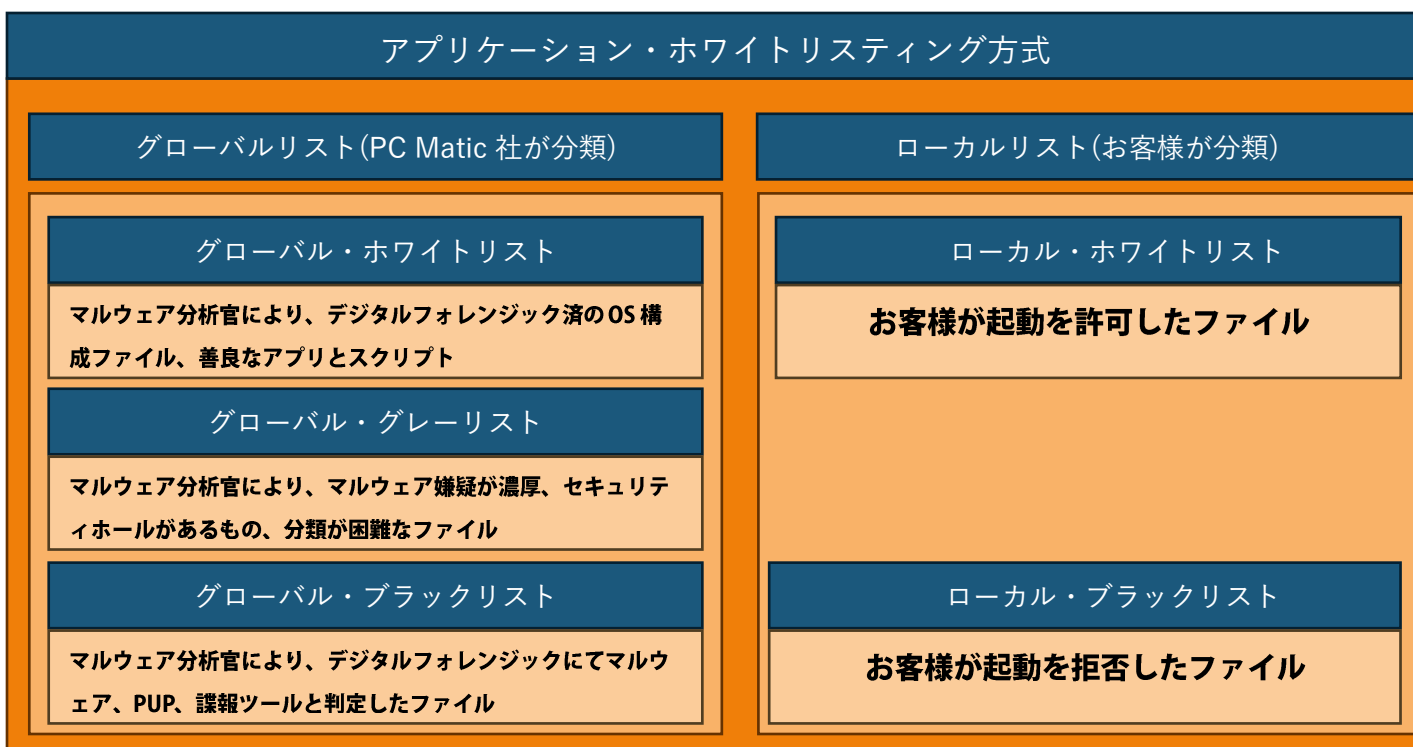 アプリケーション・ホワイトリスティング方式
グローバルリスト(PC Matic 社が分類)
グローバル・ホワイトリスト
マルウェア分析官により、デジタルフォレンジック済のOS 構
成ファイル、善良なアプリとスクリプト
グローバル・グレーリスト
マルウェア分析官により、マルウェア嫌疑が濃厚、セキュリテ
ィホールがあるもの、分類が困難なファイル
グローバル・ブラックリスト
マルウェア分析官により、デジタルフォレンジックにてマルウ
ェア、PUP、諜報ツールと判定したファイル
ローカルリスト(お客様が分類)
ローカル・ホワイトリスト
お客様が起動を許可したファイル
ローカル・ブラックリスト
お客様が起動を拒否したファイル